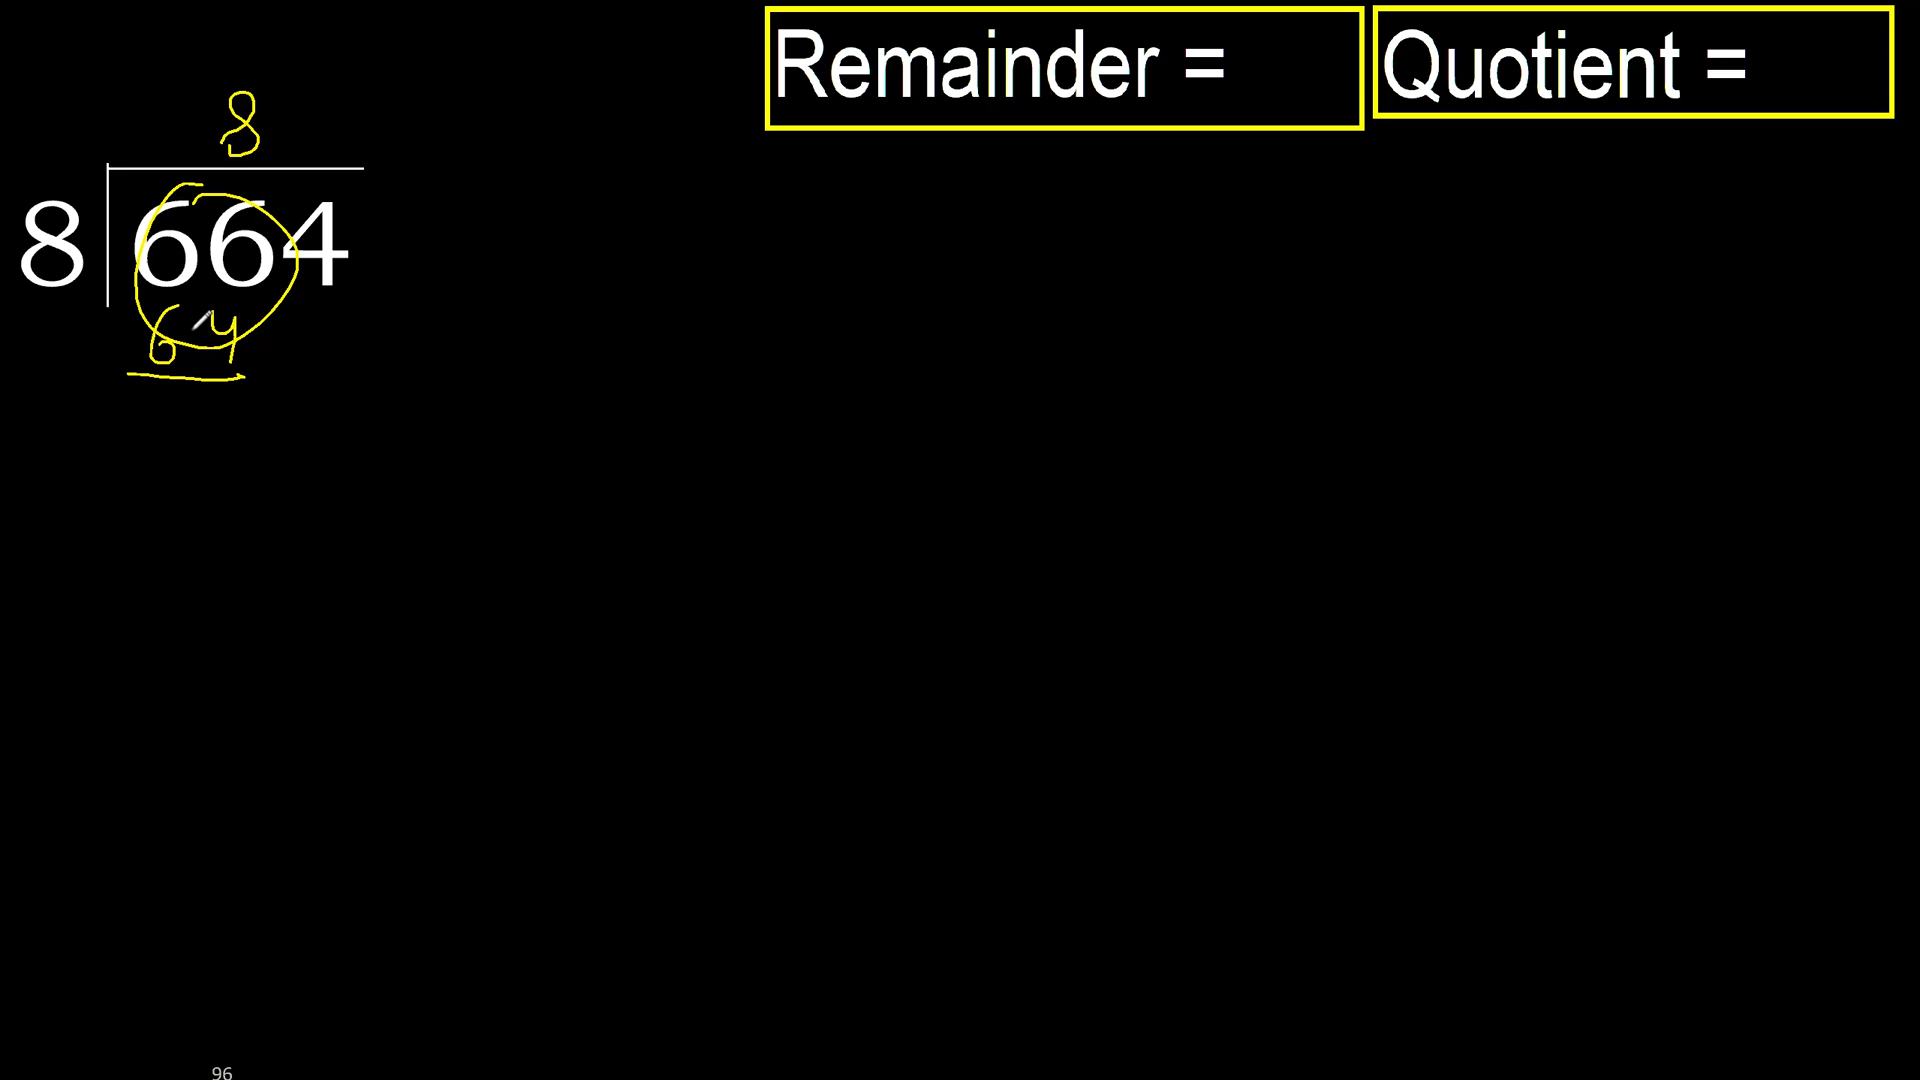 Remainder =
Quotient =
8
8 664
64
96